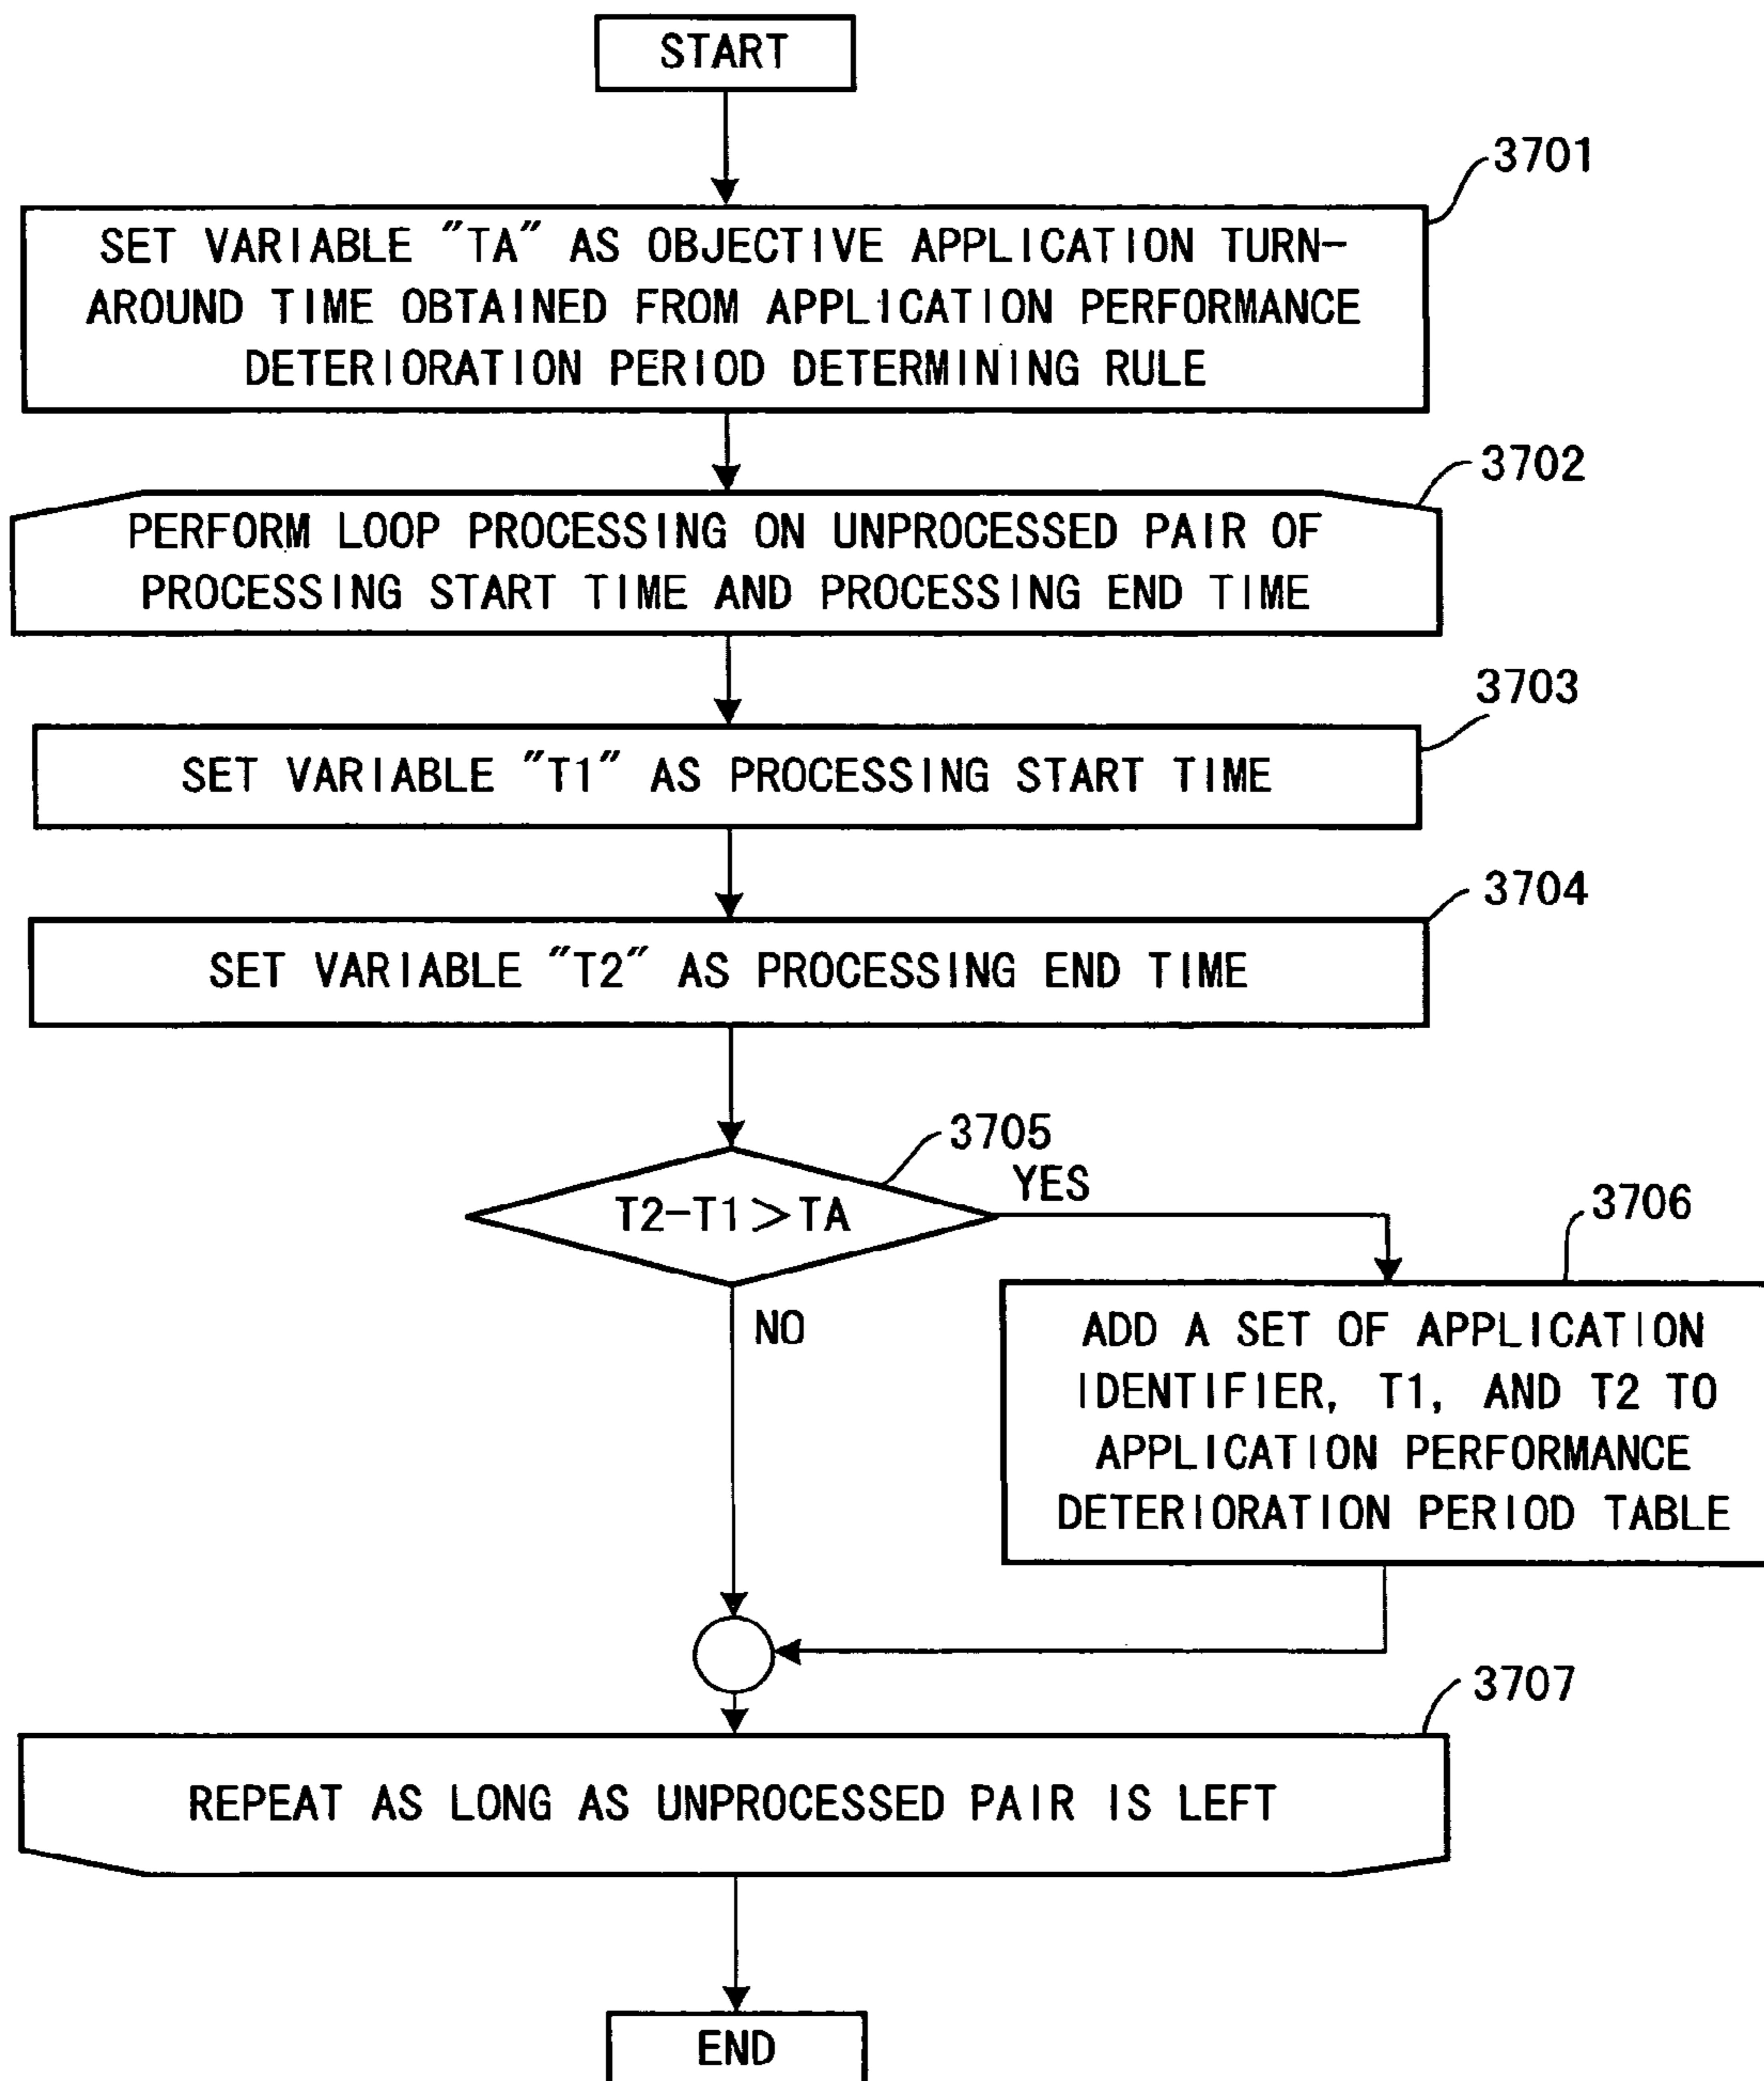 START
3701
SET VARIABLE ″TA″ AS OBJECTIVE APPLICATION TURN-
AROUND TIME OBTAINED FROM APPLICATION PERFORMANCE
DETERIORATION PERIOD DETERMINING RULE
3702
PERFORM LOOP PROCESSING ON UNPROCESSED PAIR OF
PROCESSING START TIME AND PROCESSING END TIME
3703
SET VARIABLE ″T1″ AS PROCESSING START TIME
3704
SET VARIABLE ″T2″ AS PROCESSING END TIME
3705
T2-T1>TA
YES
NO
3706
ADD A SET OF APPLICATION
IDENTIFIER, T1, AND T2 TO
APPLICATION PERFORMANCE
DETERIORATION PERIOD TABLE
3707
REPEAT AS LONG AS UNPROCESSED PAIR IS LEFT
END